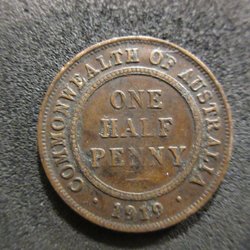 COMMONWEALTH OF AUSTRALIA
ONE
HALF
PENNY
· 1919 ·